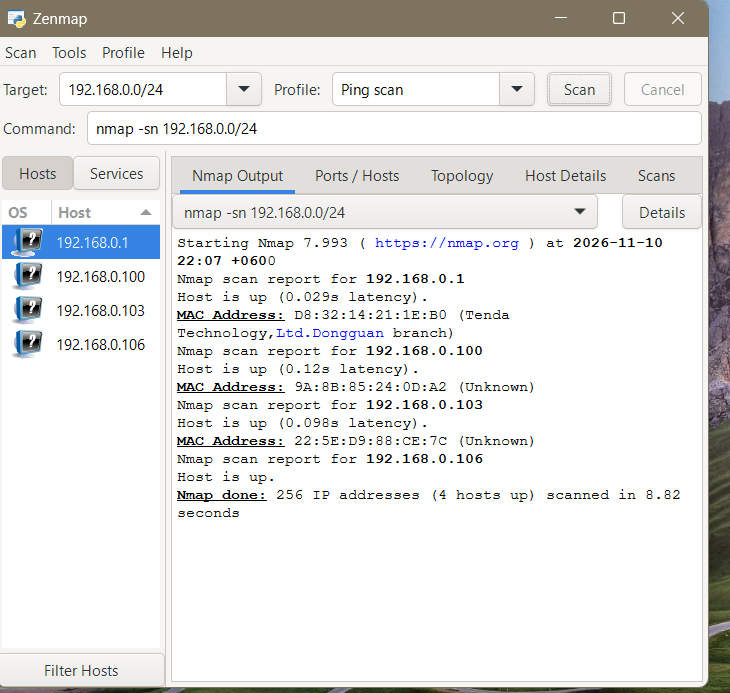 Zenmap
Scan Tools Profile Help
Target: 192.168.0.0/24 Profile: Ping scan Scan Cancel
Command: nmap -sn 192.168.0.0/24
Hosts Services
Nmap Output Ports / Hosts Topology Host Details Scans
OS Host
nmap -sn 192.168.0.0/24 Details
192.168.0.1
192.168.0.100
192.168.0.103
192.168.0.106
Starting Nmap 7.993 ( https://nmap.org ) at 2026-11-10
22:07 +0600
Nmap scan report for 192.168.0.1
Host is up (0.029s latency).
MAC Address: D8:32:14:21:1E:B0 (Tenda
Technology,Ltd.Dongguan branch)
Nmap scan report for 192.168.0.100
Host is up (0.12s latency).
MAC Address: 9A:8B:85:24:0D:A2 (Unknown)
Nmap scan report for 192.168.0.103
Host is up (0.098s latency).
MAC Address: 22:5E:D9:88:CE:7C (Unknown)
Nmap scan report for 192.168.0.106
Host is up.
Nmap done: 256 IP addresses (4 hosts up) scanned in 8.82
seconds
Filter Hosts